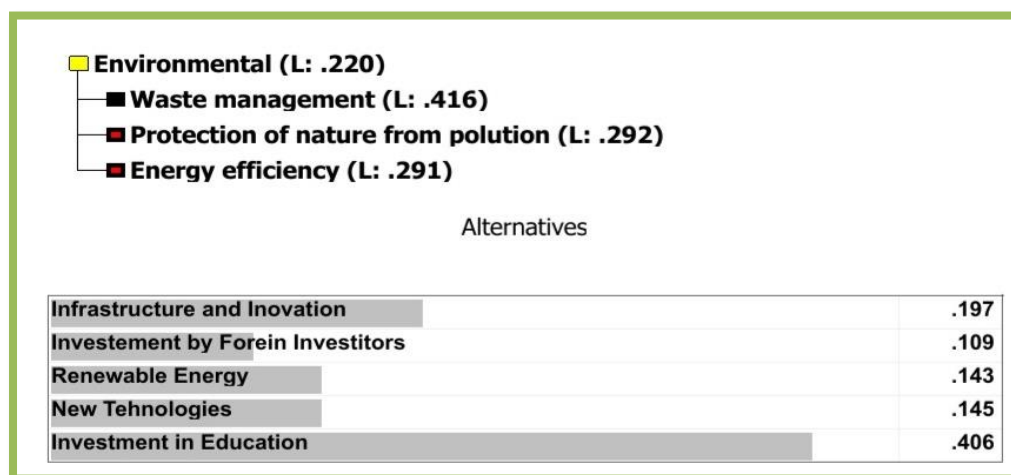 Environmental (L: .220)
Waste management (L: .416)
Protection of nature from polution (L: .292)
Energy efficiency (L: .291)
Alternatives
Infrastructure and Inovation .197
Investement by Forein Investitors .109
Renewable Energy .143
New Tehnologies .145
Investment in Education .406